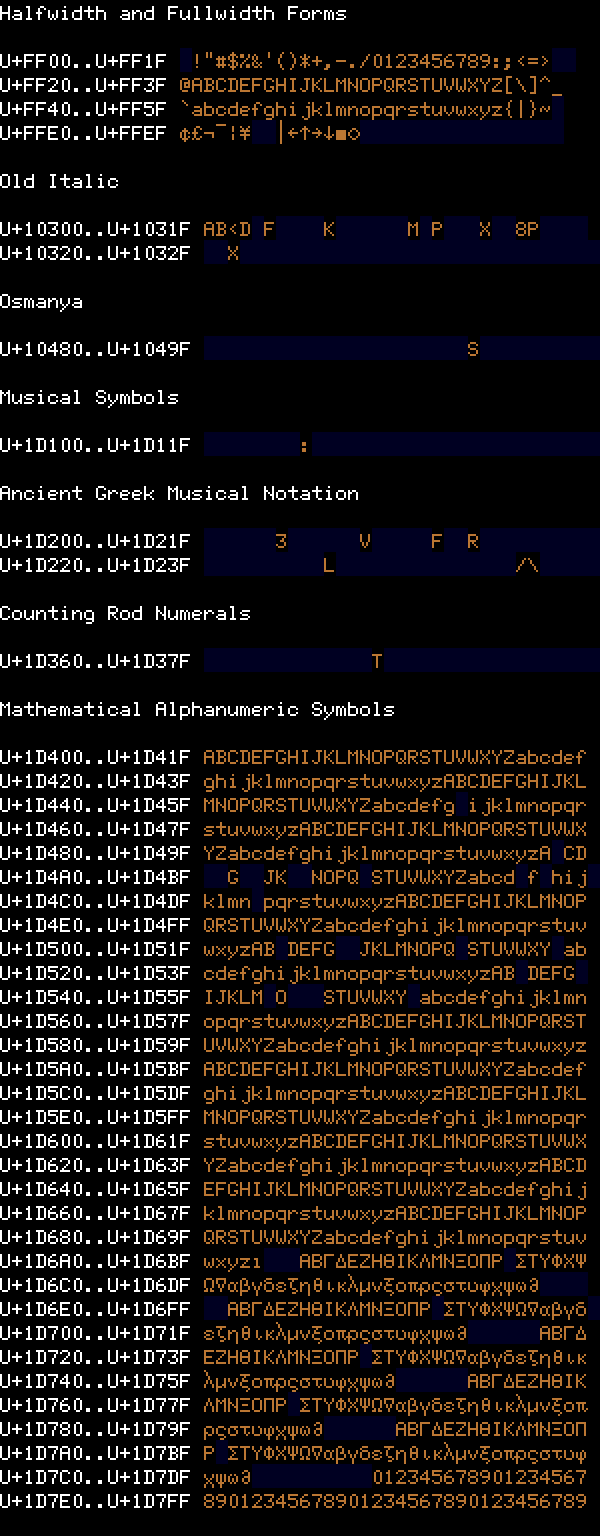 Halfwidth and Fullwidth Forms
U+FF00..U+FF1F  !"#$%&'()*+,-./0123456789:;<=>
U+FF20..U+FF3F @ABCDEFGHIJKLMNOPQRSTUVWXYZ[\]^_
U+FF40..U+FF5F `abcdefghijklmnopqrstuvwxyz{|}~
U+FFE0..U+FFEF ¢£¬¯¦¥  │←↑→↓■○
Old Italic
U+10300..U+1031F AB<D F    K      M P   X  8P
U+10320..U+1032F   X
Osmanya
U+10480..U+1049F                       S
Musical Symbols
U+1D100..U+1D11F         :
Ancient Greek Musical Notation
U+1D200..U+1D21F       3      V     F  R
U+1D220..U+1D23F           L               /\
Counting Rod Numerals
U+1D360..U+1D37F               T
Mathematical Alphanumeric Symbols
U+1D400..U+1D41F ABCDEFGHIJKLMNOPQRSTUVWXYZabcdef
U+1D420..U+1D43F ghijklmnopqrstuvwxyzABCDEFGHIJKL
U+1D440..U+1D45F MNOPQRSTUVWXYZabcdefg ijklmnopqr
U+1D460..U+1D47F stuvwxyzABCDEFGHIJKLMNOPQRSTUVWX
U+1D480..U+1D49F YZabcdefghijklmnopqrstuvwxyzA CD
U+1D4A0..U+1D4BF   G  JK  NOPQ STUVWXYZabcd f hij
U+1D4C0..U+1D4DF klmn pqrstuvwxyzABCDEFGHIJKLMNOP
U+1D4E0..U+1D4FF QRSTUVWXYZabcdefghijklmnopqrstuv
U+1D500..U+1D51F wxyzAB DEFG  JKLMNOPQ STUVWXY ab
U+1D520..U+1D53F cdefghijklmnopqrstuvwxyzAB DEFG
U+1D540..U+1D55F IJKLM O   STUVWXY abcdefghijklmn
U+1D560..U+1D57F opqrstuvwxyzABCDEFGHIJKLMNOPQRST
U+1D580..U+1D59F UVWXYZabcdefghijklmnopqrstuvwxyz
U+1D5A0..U+1D5BF ABCDEFGHIJKLMNOPQRSTUVWXYZabcdef
U+1D5C0..U+1D5DF ghijklmnopqrstuvwxyzABCDEFGHIJKL
U+1D5E0..U+1D5FF MNOPQRSTUVWXYZabcdefghijklmnopqr
U+1D600..U+1D61F stuvwxyzABCDEFGHIJKLMNOPQRSTUVWX
U+1D620..U+1D63F YZabcdefghijklmnopqrstuvwxyzABCD
U+1D640..U+1D65F EFGHIJKLMNOPQRSTUVWXYZabcdefghij
U+1D660..U+1D67F klmnopqrstuvwxyzABCDEFGHIJKLMNOP
U+1D680..U+1D69F QRSTUVWXYZabcdefghijklmnopqrstuv
U+1D6A0..U+1D6BF wxyzı   ΑΒΓΔΕΖΗΘΙΚΛΜΝΞΟΠΡ ΣΤΥΦΧΨ
U+1D6C0..U+1D6DF Ω∇αβγδεζηθικλμνξοπρςστυφχψω∂
U+1D6E0..U+1D6FF   ΑΒΓΔΕΖΗΘΙΚΛΜΝΞΟΠΡ ΣΤΥΦΧΨΩ∇αβγδ
U+1D700..U+1D71F εζηθικλμνξοπρςστυφχψω∂      ΑΒΓΔ
U+1D720..U+1D73F ΕΖΗΘΙΚΛΜΝΞΟΠΡ ΣΤΥΦΧΨΩ∇αβγδεζηθικ
U+1D740..U+1D75F λμνξοπρςστυφχψω∂      ΑΒΓΔΕΖΗΘΙΚ
U+1D760..U+1D77F ΛΜΝΞΟΠΡ ΣΤΥΦΧΨΩ∇αβγδεζηθικλμνξοπ
U+1D780..U+1D79F ρςστυφχψω∂      ΑΒΓΔΕΖΗΘΙΚΛΜΝΞΟΠ
U+1D7A0..U+1D7BF Ρ ΣΤΥΦΧΨΩ∇αβγδεζηθικλμνξοπρςστυφ
U+1D7C0..U+1D7DF χψω∂          012345678901234567
U+1D7E0..U+1D7FF 89012345678901234567890123456789